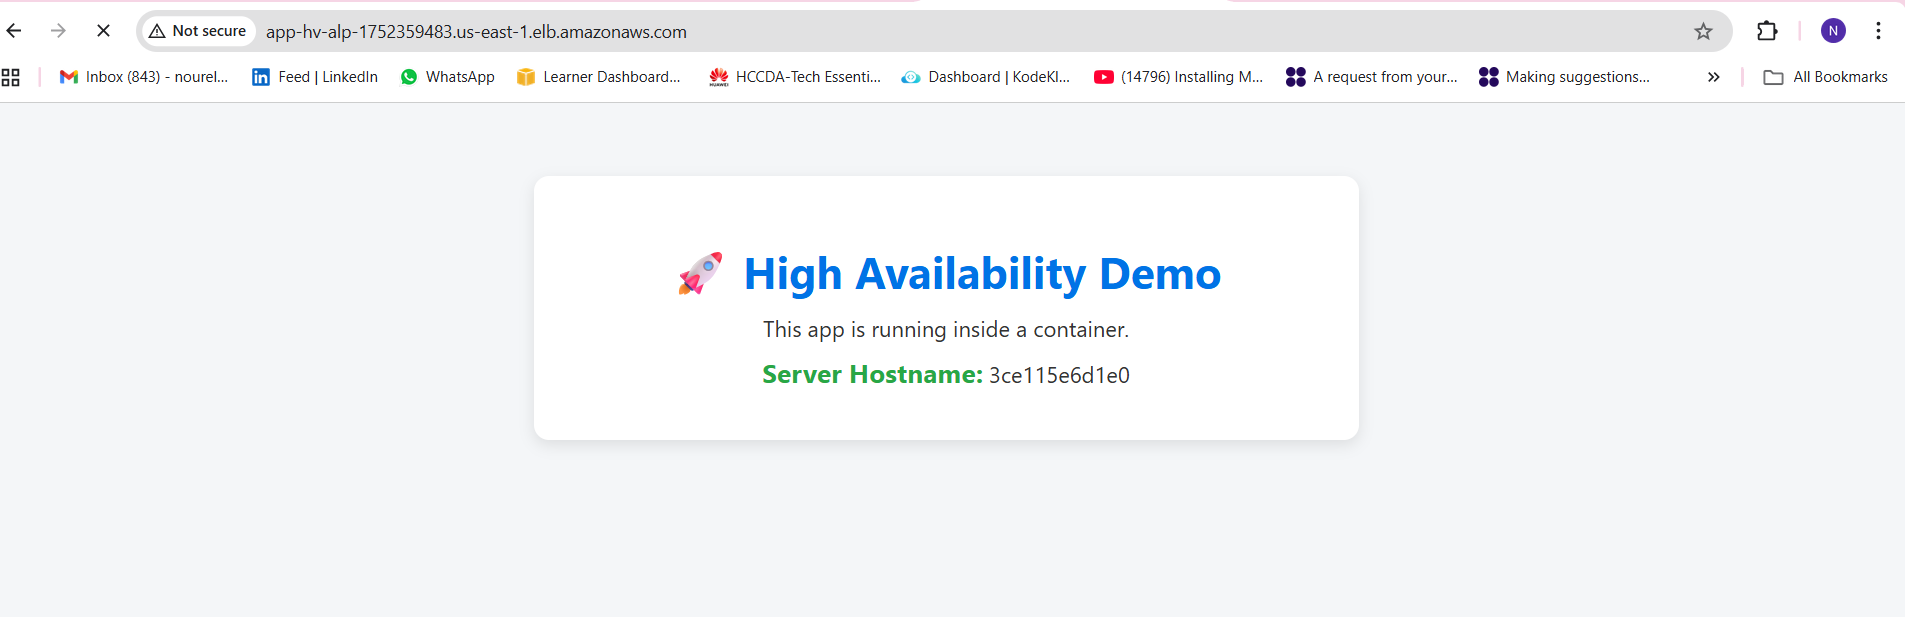 Not secure app-hv-alp-1752359483.us-east-1.elb.amazonaws.com N
Inbox (843) - nourel... Feed | LinkedIn WhatsApp Learner Dashboard... HUAWEI HCCDA-Tech Essenti... Dashboard | KodeKl... (14796) Installing M... A request from your... Making suggestions... » All Bookmarks
High Availability Demo
This app is running inside a container.
Server Hostname: 3ce115e6d1e0